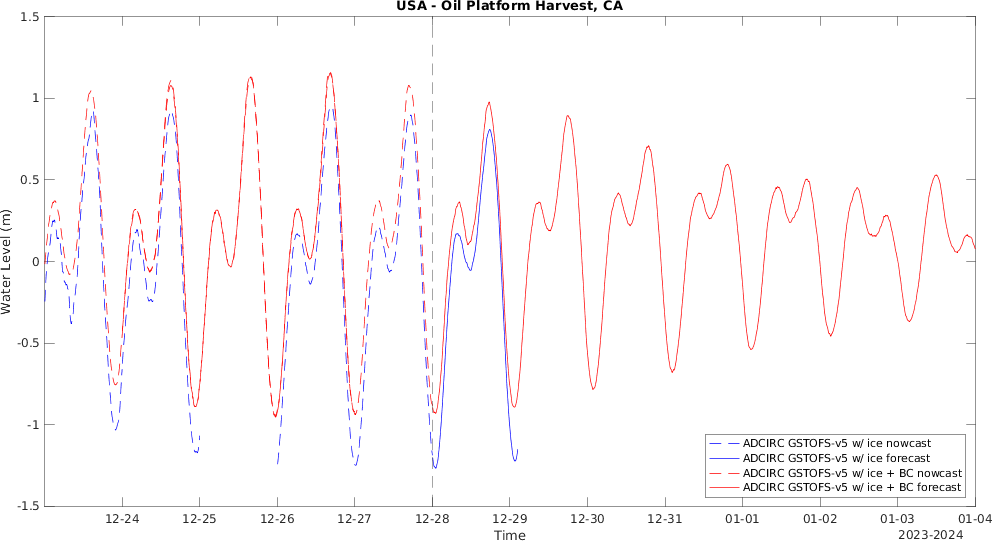 USA - Oil Platform Harvest, CA
1.5
1
0.5
0
-0.5
-1
-1.5
Water Level (m)
12-24 12-25 12-26 12-27 12-28 12-29 12-30 12-31 01-01 01-02 01-03 01-04
Time
2023-2024
ADCIRC GSTOFS-v5 w/ ice nowcast
ADCIRC GSTOFS-v5 w/ ice forecast
ADCIRC GSTOFS-v5 w/ ice + BC nowcast
ADCIRC GSTOFS-v5 w/ ice + BC forecast